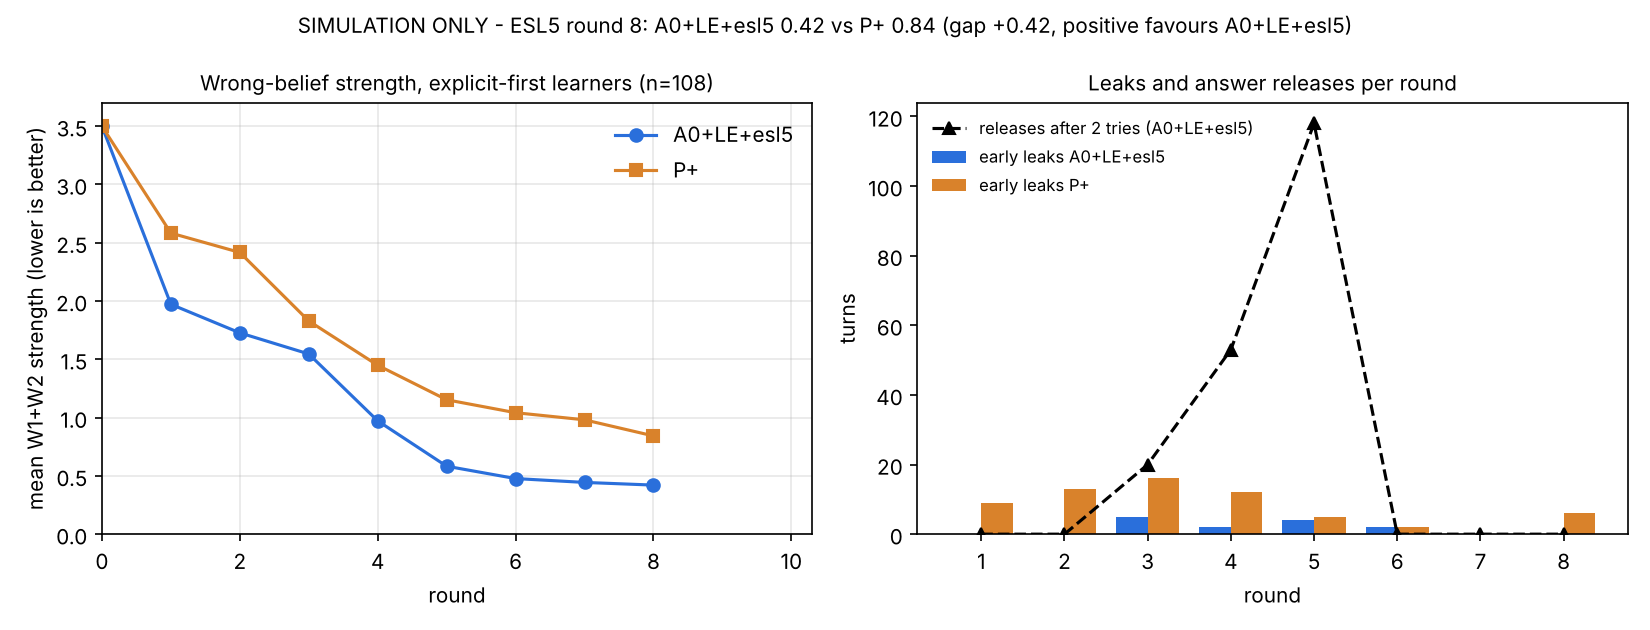 SIMULATION ONLY - ESL5 round 8: A0+LE+esl5 0.42 vs P+ 0.84 (gap +0.42, positive favours A0+LE+esl5)
Wrong-belief strength, explicit-first learners (n=108)
mean W1+W2 strength (lower is better)
3.5
3.0
2.5
2.0
1.5
1.0
0.5
0.0
0
2
4
6
8
10
round
A0+LE+esl5
P+
Leaks and answer releases per round
turns
120
100
80
60
40
20
0
1
2
3
4
5
6
7
8
round
releases after 2 tries (A0+LE+esl5)
early leaks A0+LE+esl5
early leaks P+